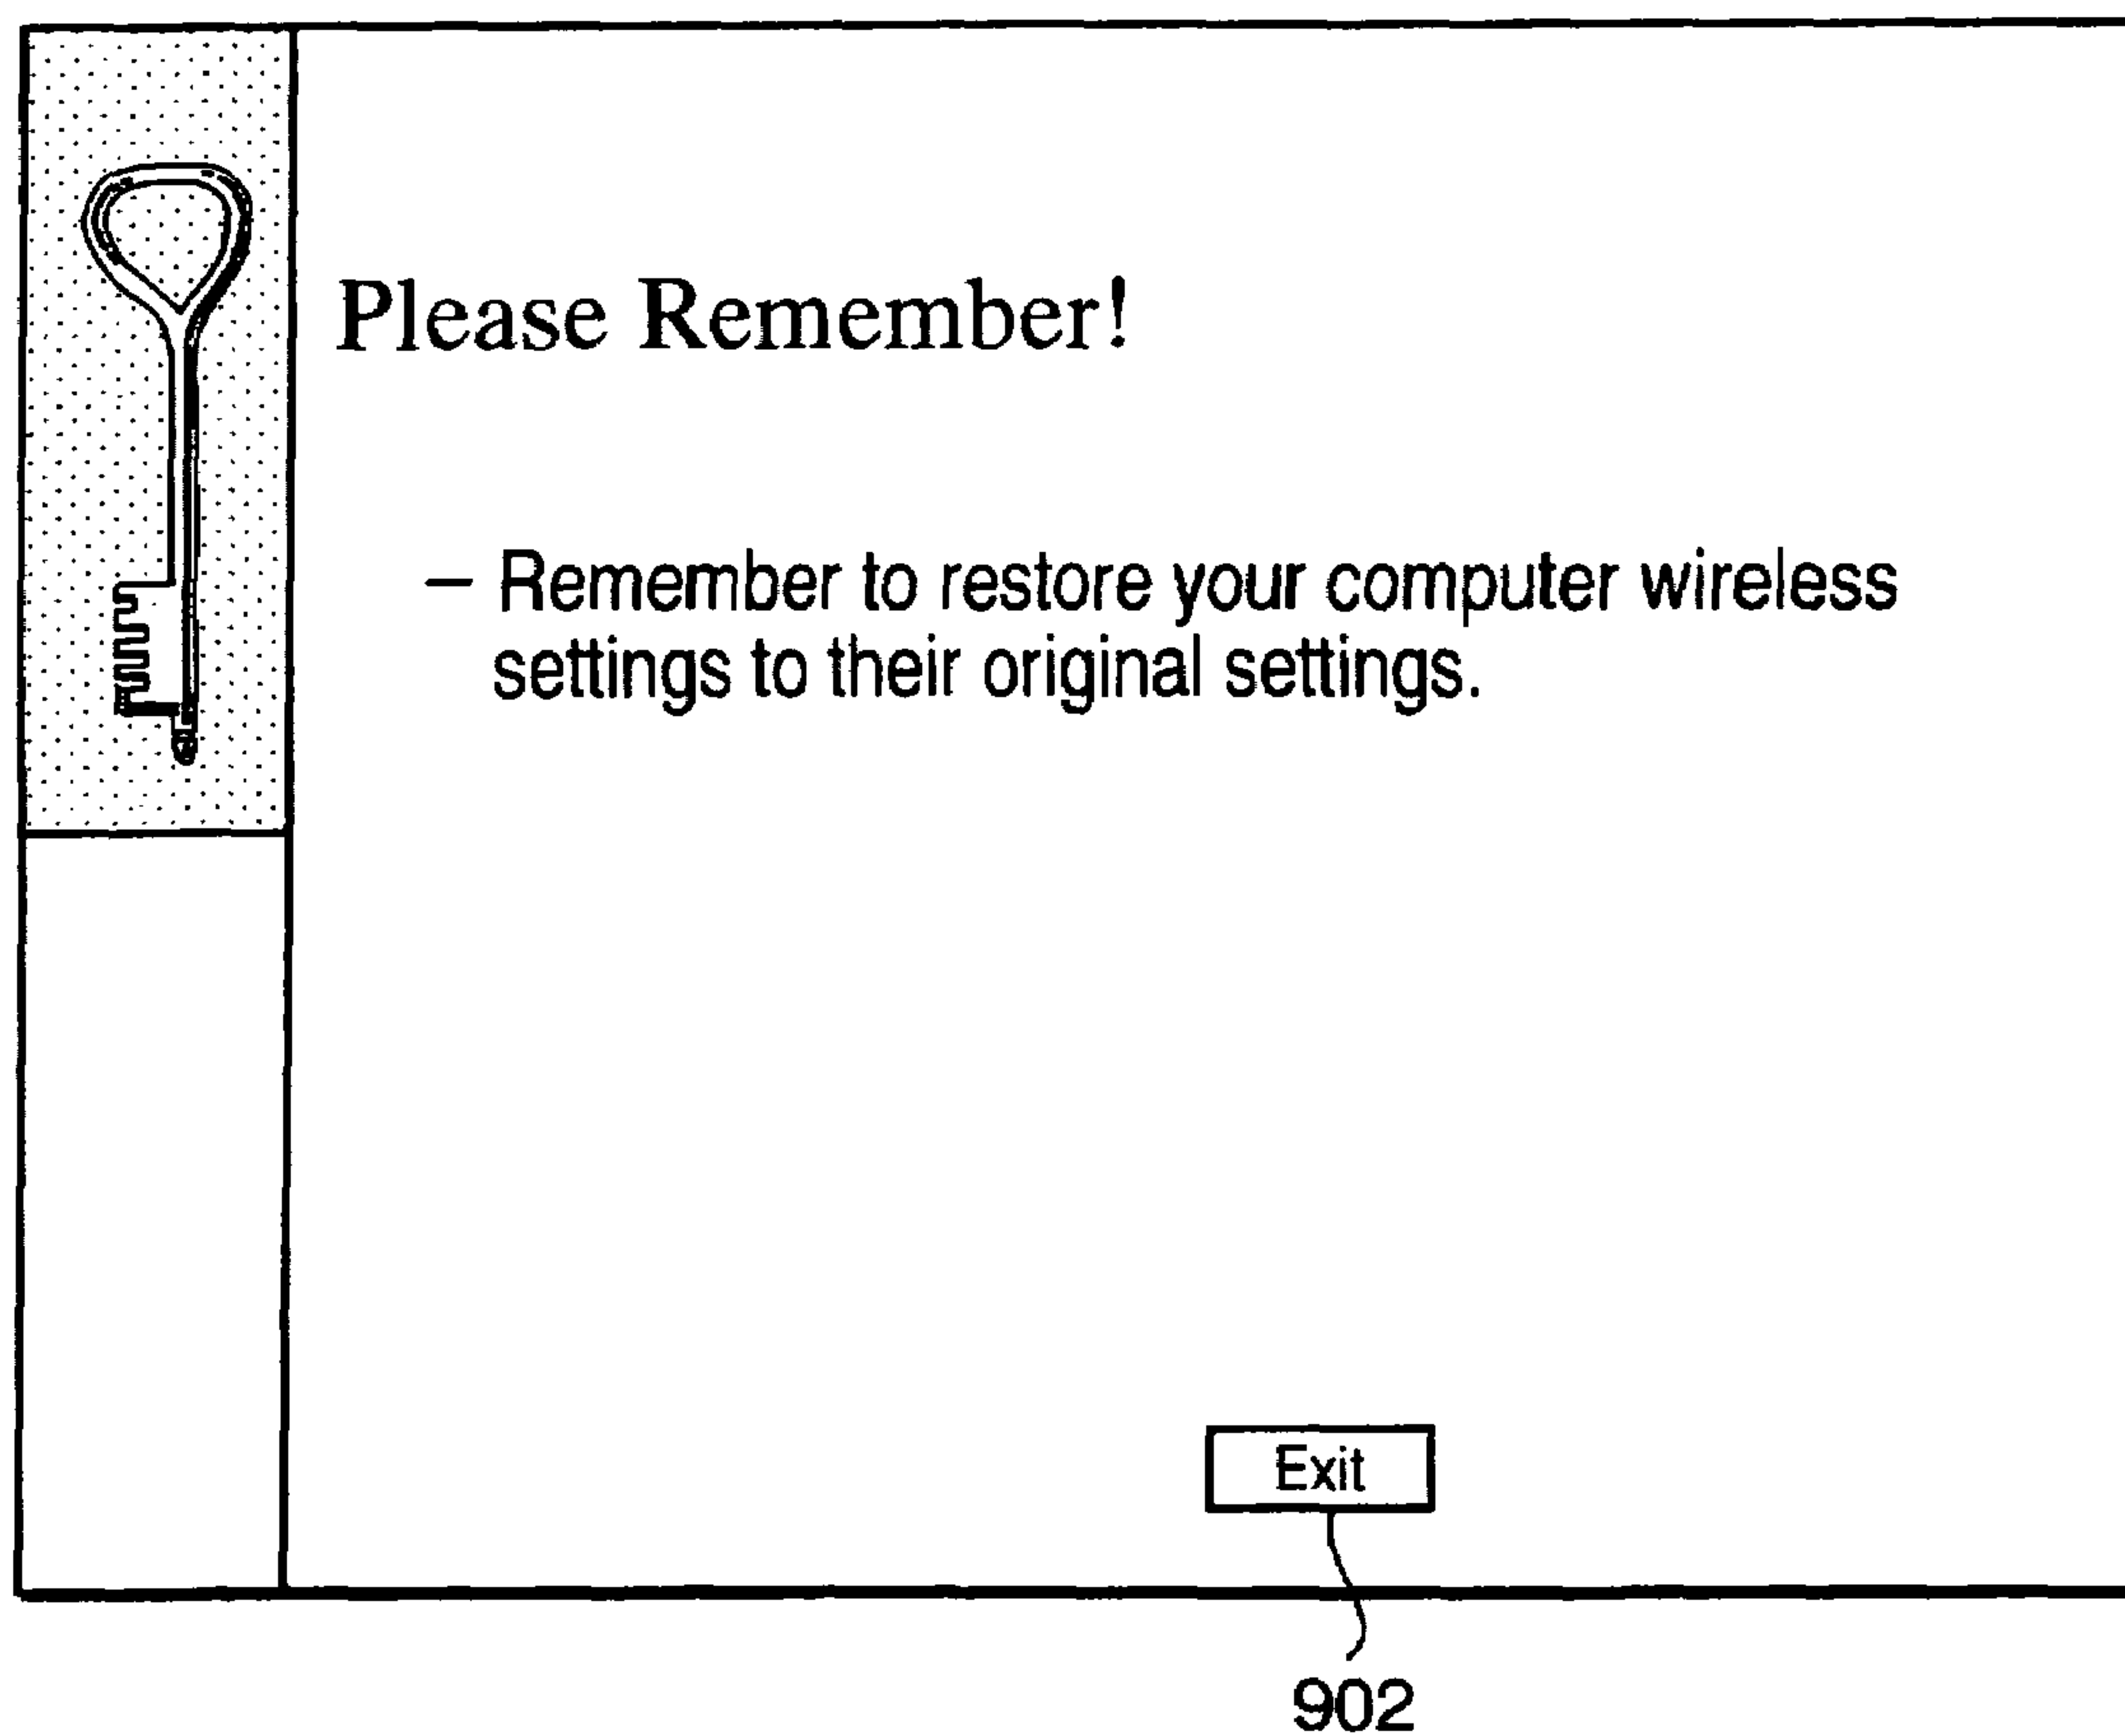 Please Remember!
— Remember to restore your computer wireless
settings to their original settings.
Exit
902